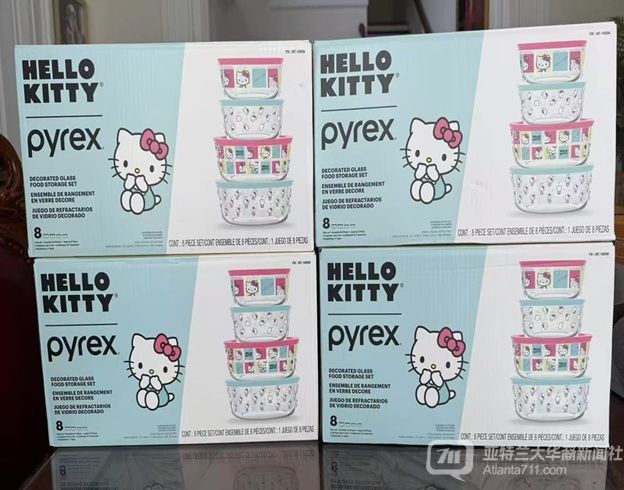 HELLO
KITTY®
pyrex®
DECORATED GLASS
FOOD STORAGE SET
ENSEMBLE DE RANGEMENT
EN VERRE DÉCORÉ
JUEGO DE REFRACTARIOS
DE VIDRIO DECORADO
8
CONT.: 8 PIECE SET/CONT. ENSEMBLE DE 8 PIÈCES/CONT.: 1 JUEGO DE 8 PIEZAS
HELLO
KITTY®
pyrex®
DECORATED GLASS
FOOD STORAGE SET
ENSEMBLE DE RANGEMENT
EN VERRE DÉCORÉ
JUEGO DE REFRACTARIOS
DE VIDRIO DECORADO
8
CONT.: 8 PIECE SET/CONT. ENSEMBLE DE 8 PIÈCES/CONT.: 1 JUEGO DE 8 PIEZAS
HELLO
KITTY®
pyrex®
DECORATED GLASS
FOOD STORAGE SET
ENSEMBLE DE RANGEMENT
EN VERRE DÉCORÉ
JUEGO DE REFRACTARIOS
DE VIDRIO DECORADO
8
CONT.: 8 PIECE SET/CONT. ENSEMBLE DE 8 PIÈCES/CONT.: 1 JUEGO DE 8 PIEZAS
HELLO
KITTY®
pyrex®
DECORATED GLASS
FOOD STORAGE SET
ENSEMBLE DE RANGEMENT
EN VERRE DÉCORÉ
JUEGO DE REFRACTARIOS
DE VIDRIO DECORADO
8
CONT.: 8 PIECE SET/CONT. ENSEMBLE DE 8 PIÈCES/CONT.: 1 JUEGO DE 8 PIEZAS
711 亚特兰大华裔新闻社
Atlanta711.com